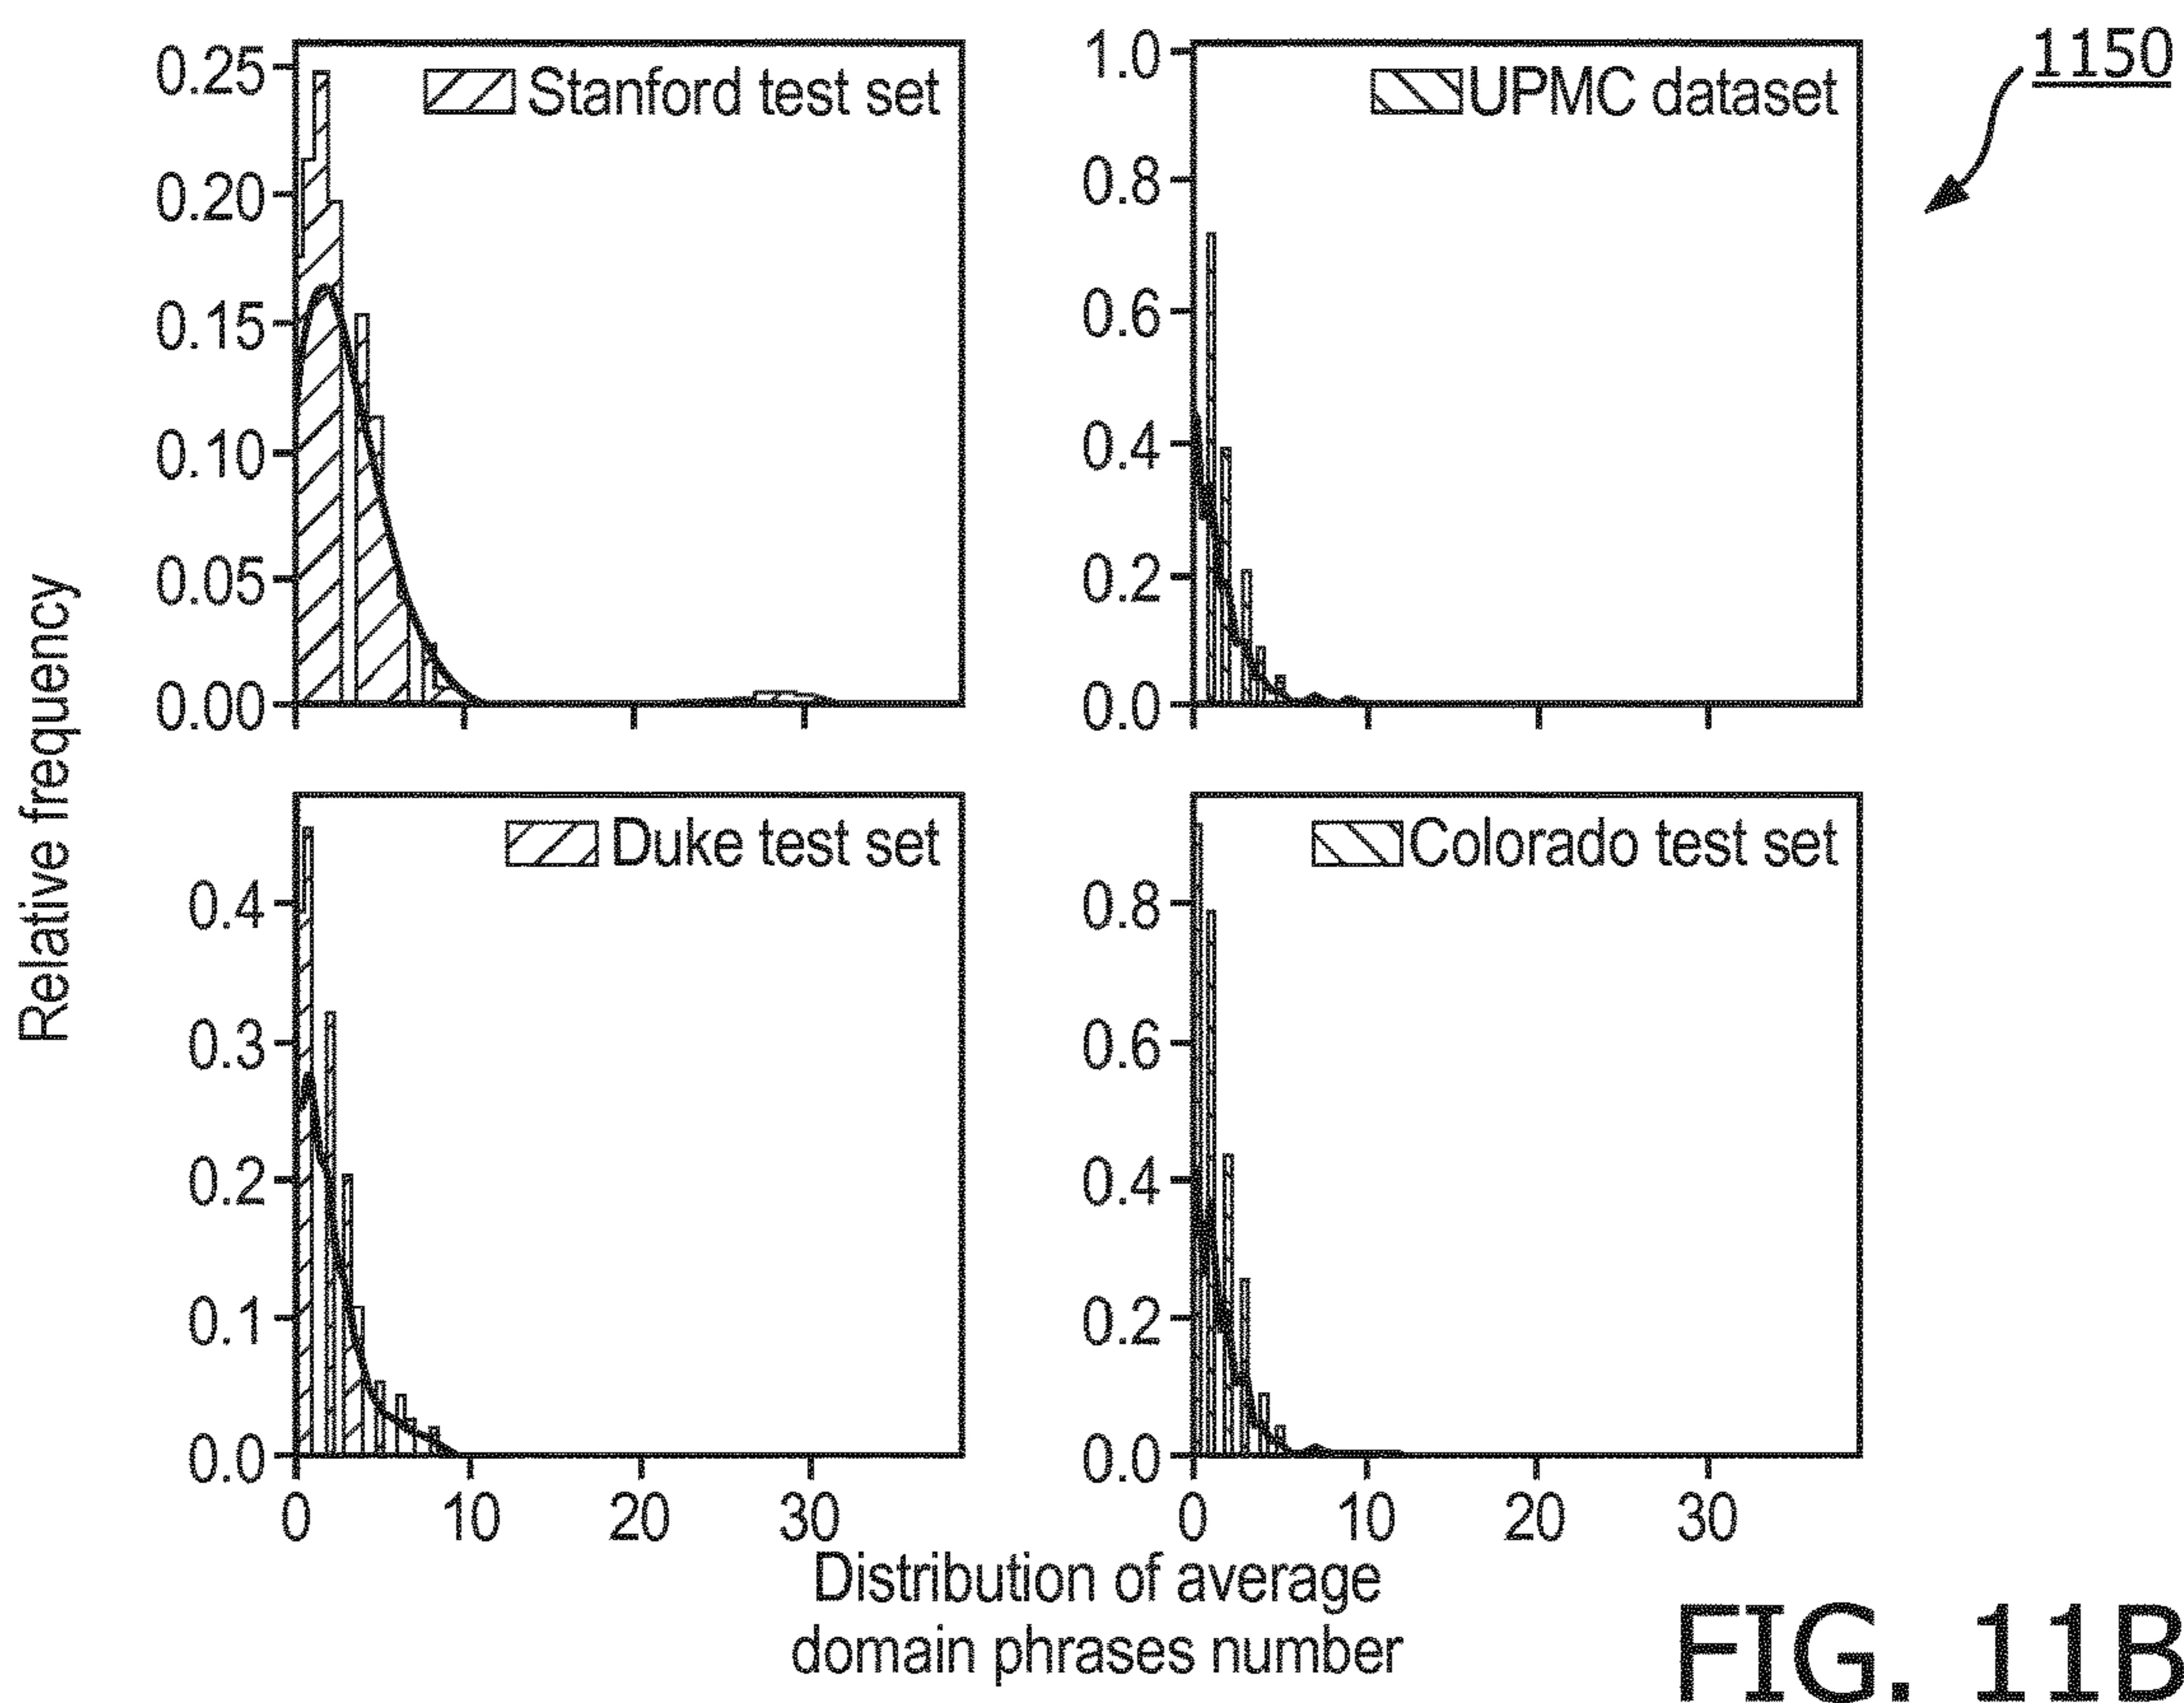 1150
Relative frequency
0.25
0.20
0.15
0.10
0.05
0.00
Stanford test set
1.0
0.8
0.6
0.4
0.2
0.0
UPMC dataset
0.4
0.3
0.2
0.1
0.0
Duke test set
0 10 20 30
0.8
0.6
0.4
0.2
0.0
Colorado test set
0 10 20 30
Distribution of average
domain phrases number
FIG. 11B